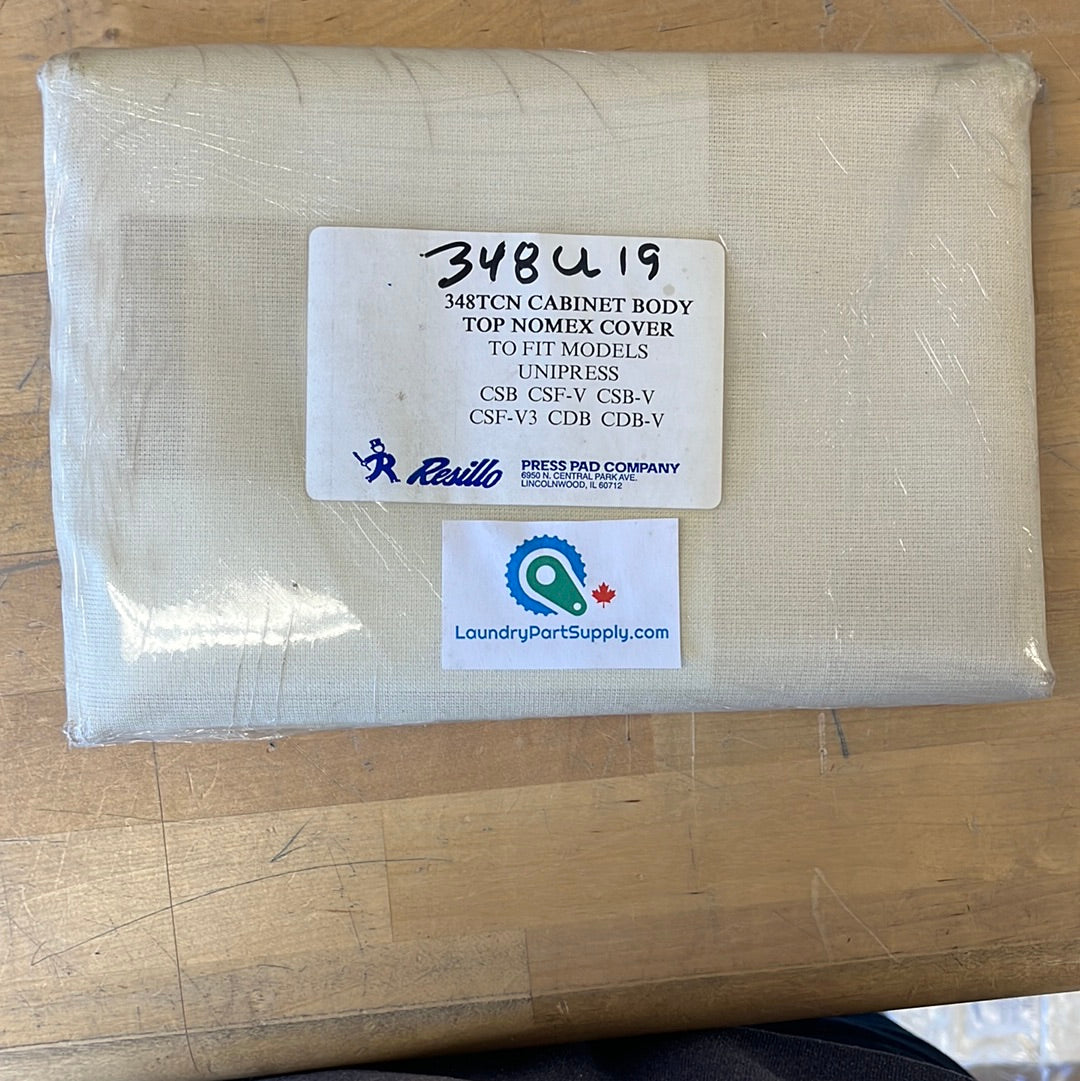 348U19
348TCN CABINET BODY
TOP NOMEX COVER
TO FIT MODELS
UNIPRESS
CSB CSF-V CSB-V
CSF-V3 CDB CDB-V
Resillo
PRESS PAD COMPANY
6950 N. CENTRAL PARK AVE.
LINCOLNWOOD, IL 60712
LaundryPartSupply.com